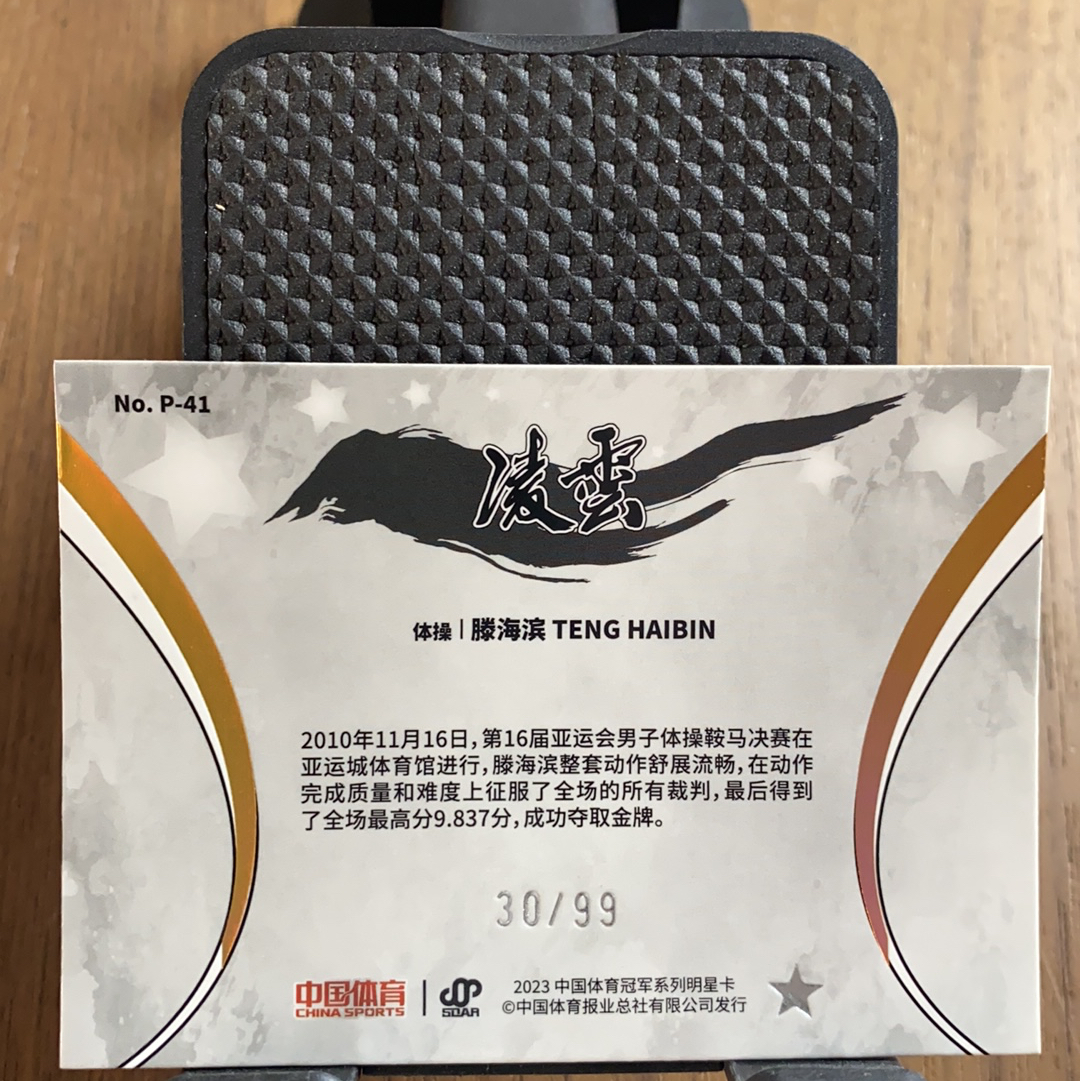 No. P-41
凌雲
体操 | 滕海滨 TENG HAIBIN
2010年11月16日,第16届亚运会男子体操鞍马决赛在
亚运城体育馆进行,滕海滨整套动作舒展流畅,在动作
完成质量和难度上征服了全场的所有裁判,最后得到
了全场最高分9.837分,成功夺取金牌。
30/99
中国体育
CHINA SPORTS
SOAR
2023 中国体育冠军系列明星卡
©中国体育报业总社有限公司发行